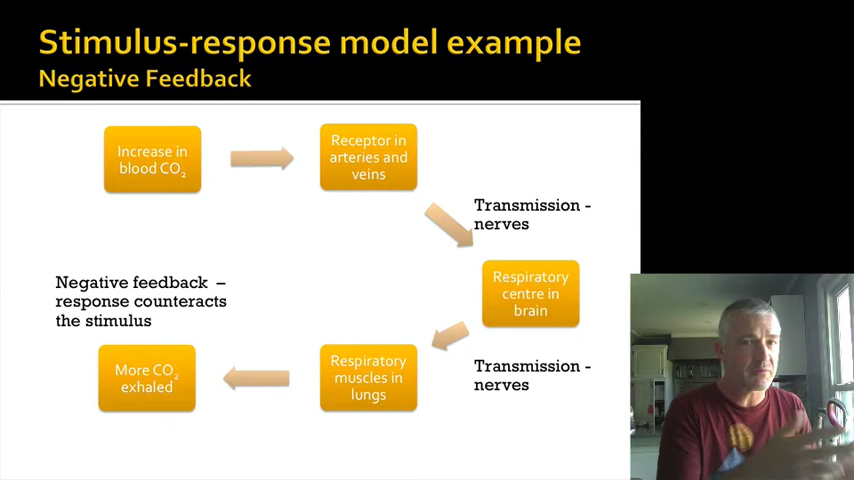 Stimulus-response model example
Negative Feedback
Increase in
blood CO₂
Receptor in
arteries and
veins
Transmission -
nerves
Respiratory
centre in
brain
Negative feedback –
response counteracts
the stimulus
Transmission -
nerves
Respiratory
muscles in
lungs
More CO₂
exhaled